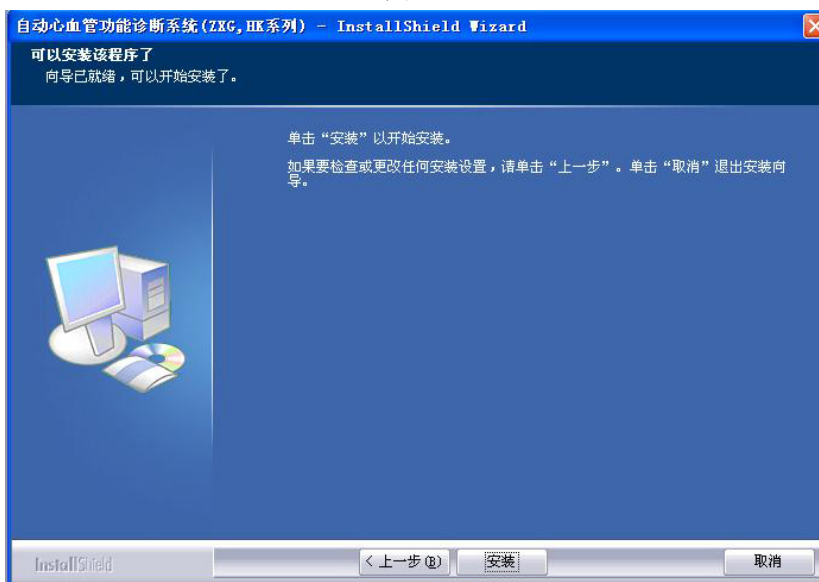 自动心血管功能诊断系统(ZXG,HK系列) - InstallShield Wizard
可以安装该程序了
向导已就绪，可以开始安装了。
单击“安装”以开始安装。
如果要检查或更改任何安装设置，请单击“上一步”。单击“取消”退出安装向
导。
InstallShield
< 上一步(B)
安装
取消